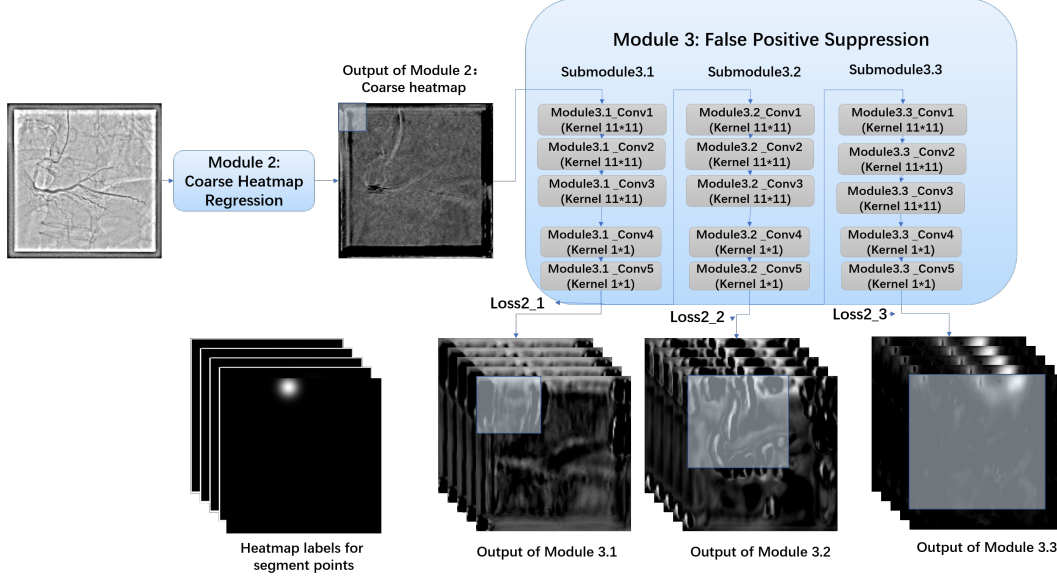 Module 3: False Positive Suppression
Output of Module 2:
Coarse heatmap
Submodule3.1
Submodule3.2
Submodule3.3
Module 2:
Coarse Heatmap
Regression
Module3.1_Conv1
(Kernel 11*11)
Module3.1 _Conv2
(Kernel 11*11)
Module3.1 _Conv3
(Kernel 11*11)
Module3.1 _Conv4
(Kernel 1*1)
Module3.1 _Conv5
(Kernel 1*1)
Module3.2_Conv1
(Kernel 11*11)
Module3.2 _Conv2
(Kernel 11*11)
Module3.2 _Conv3
(Kernel 11*11)
Module3.2 _Conv4
(Kernel 1*1)
Module3.2 _Conv5
(Kernel 1*1)
Module3.3_Conv1
(Kernel 11*11)
Module3.3 _Conv2
(Kernel 11*11)
Module3.3 _Conv3
(Kernel 11*11)
Module3.3 _Conv4
(Kernel 1*1)
Module3.3 _Conv5
(Kernel 1*1)
Loss2_1
Loss2_2
Loss2_3
Heatmap labels for
segment points
Output of Module 3.1
Output of Module 3.2
Output of Module 3.3